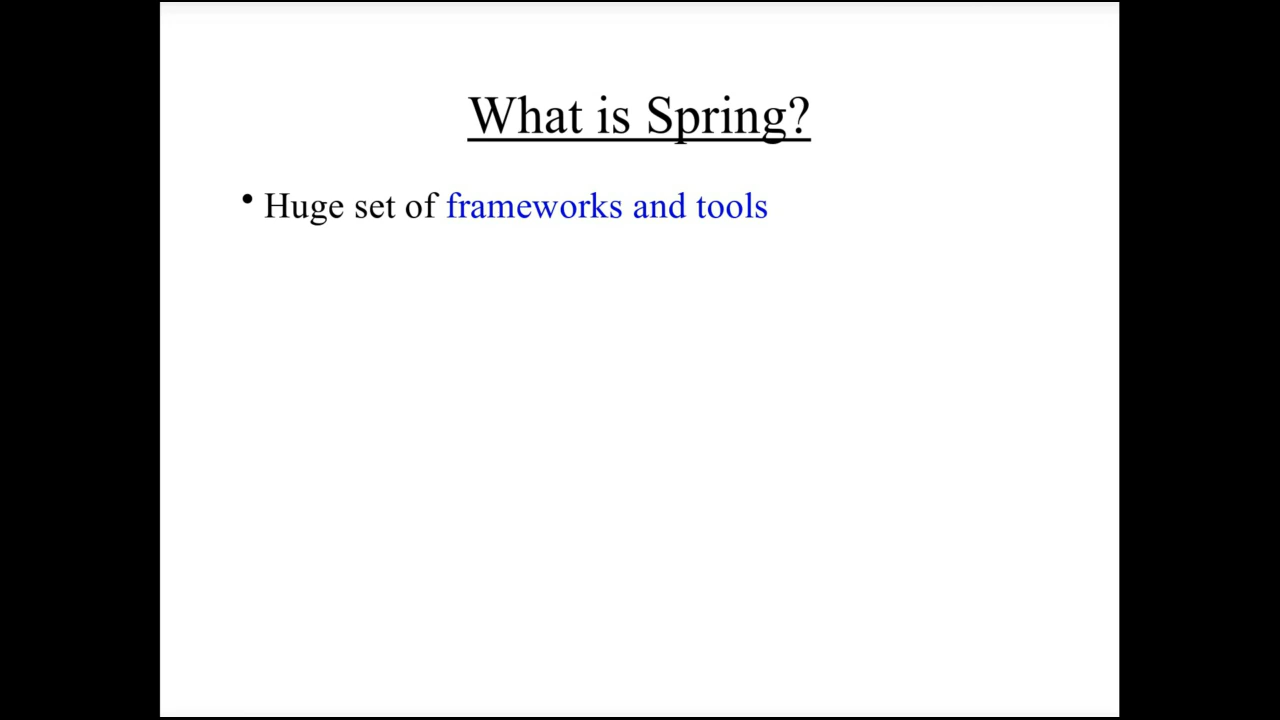 What is Spring?
• Huge set of frameworks and tools